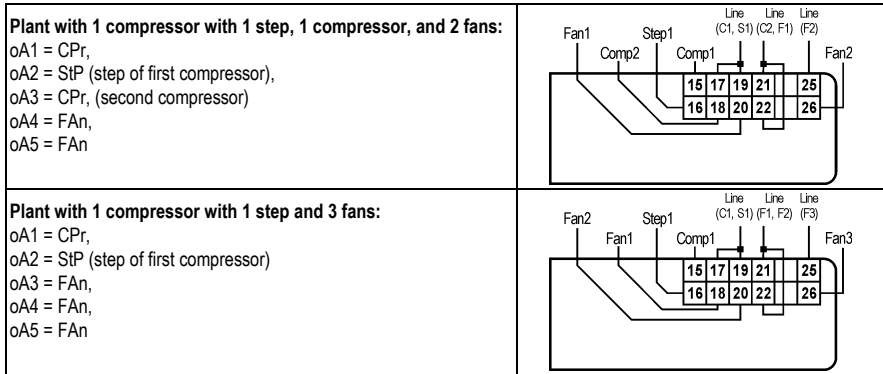 Plant with 1 compressor with 1 step, 1 compressor, and 2 fans:
oA1 = CPr,
oA2 = StP (step of first compressor),
oA3 = CPr, (second compressor)
oA4 = FAn,
oA5 = FAn
Line Line Line
Fan1 Step1 (C1, S1) (C2, F1) (F2)
Comp2 Comp1 Fan2
15 17 19 21 25
16 18 20 22 26
Plant with 1 compressor with 1 step and 3 fans:
oA1 = CPr,
oA2 = StP (step of first compressor)
oA3 = FAn,
oA4 = FAn,
oA5 = FAn
Line Line Line
Fan2 Step1 (C1, S1) (F1, F2) (F3)
Fan1 Comp1 Fan3
15 17 19 21 25
16 18 20 22 26